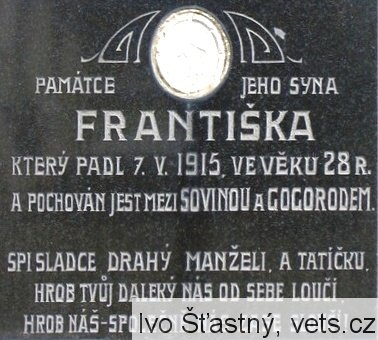 PAMÁTCE JEHO SYNA
FRANTIŠKA
KTERÝ PADL 7. V. 1915, VE VĚKU 28 R.
A POCHOVÁN JEST MEZI SOVINOU A GOGORODEM.
SPI SLADCE DRAHÝ MANŽELI, A TATÍČKU,
HROB TVŮJ DALEKÝ NÁS OD SEBE LOUČÍ,
HROB NÁŠ
Ivo Šťastný, vets.cz